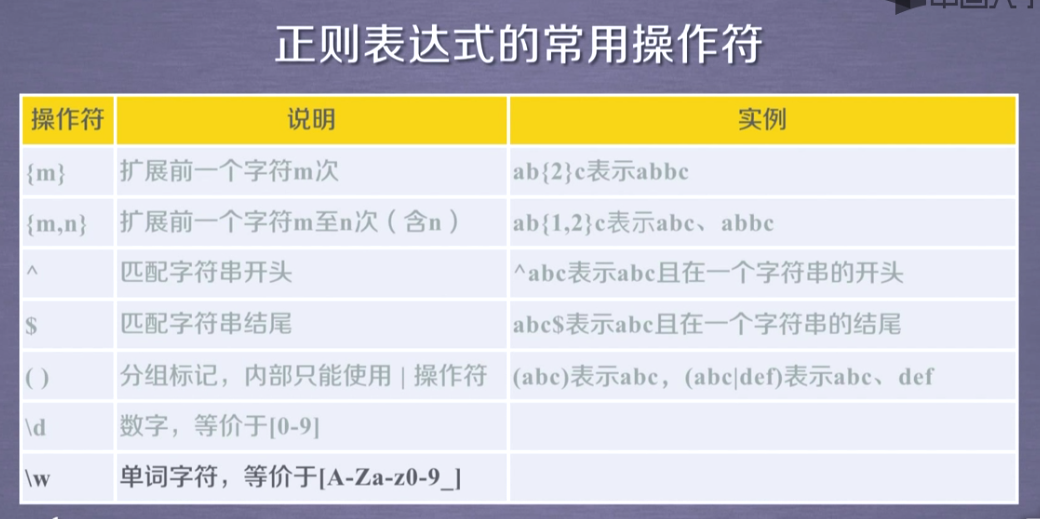 正则表达式的常用操作符
操作符 说明 实例
{m} 扩展前一个字符m次 ab{2}c表示abbc
{m,n} 扩展前一个字符m至n次（含n） ab{1,2}c表示abc、abbc
^ 匹配字符串开头 ^abc表示abc且在一个字符串的开头
$ 匹配字符串结尾 abc$表示abc且在一个字符串的结尾
( ) 分组标记，内部只能使用 | 操作符 (abc)表示abc，(abc|def)表示abc、def
\d 数字，等价于[0-9]
\w 单词字符，等价于[A-Za-z0-9_]